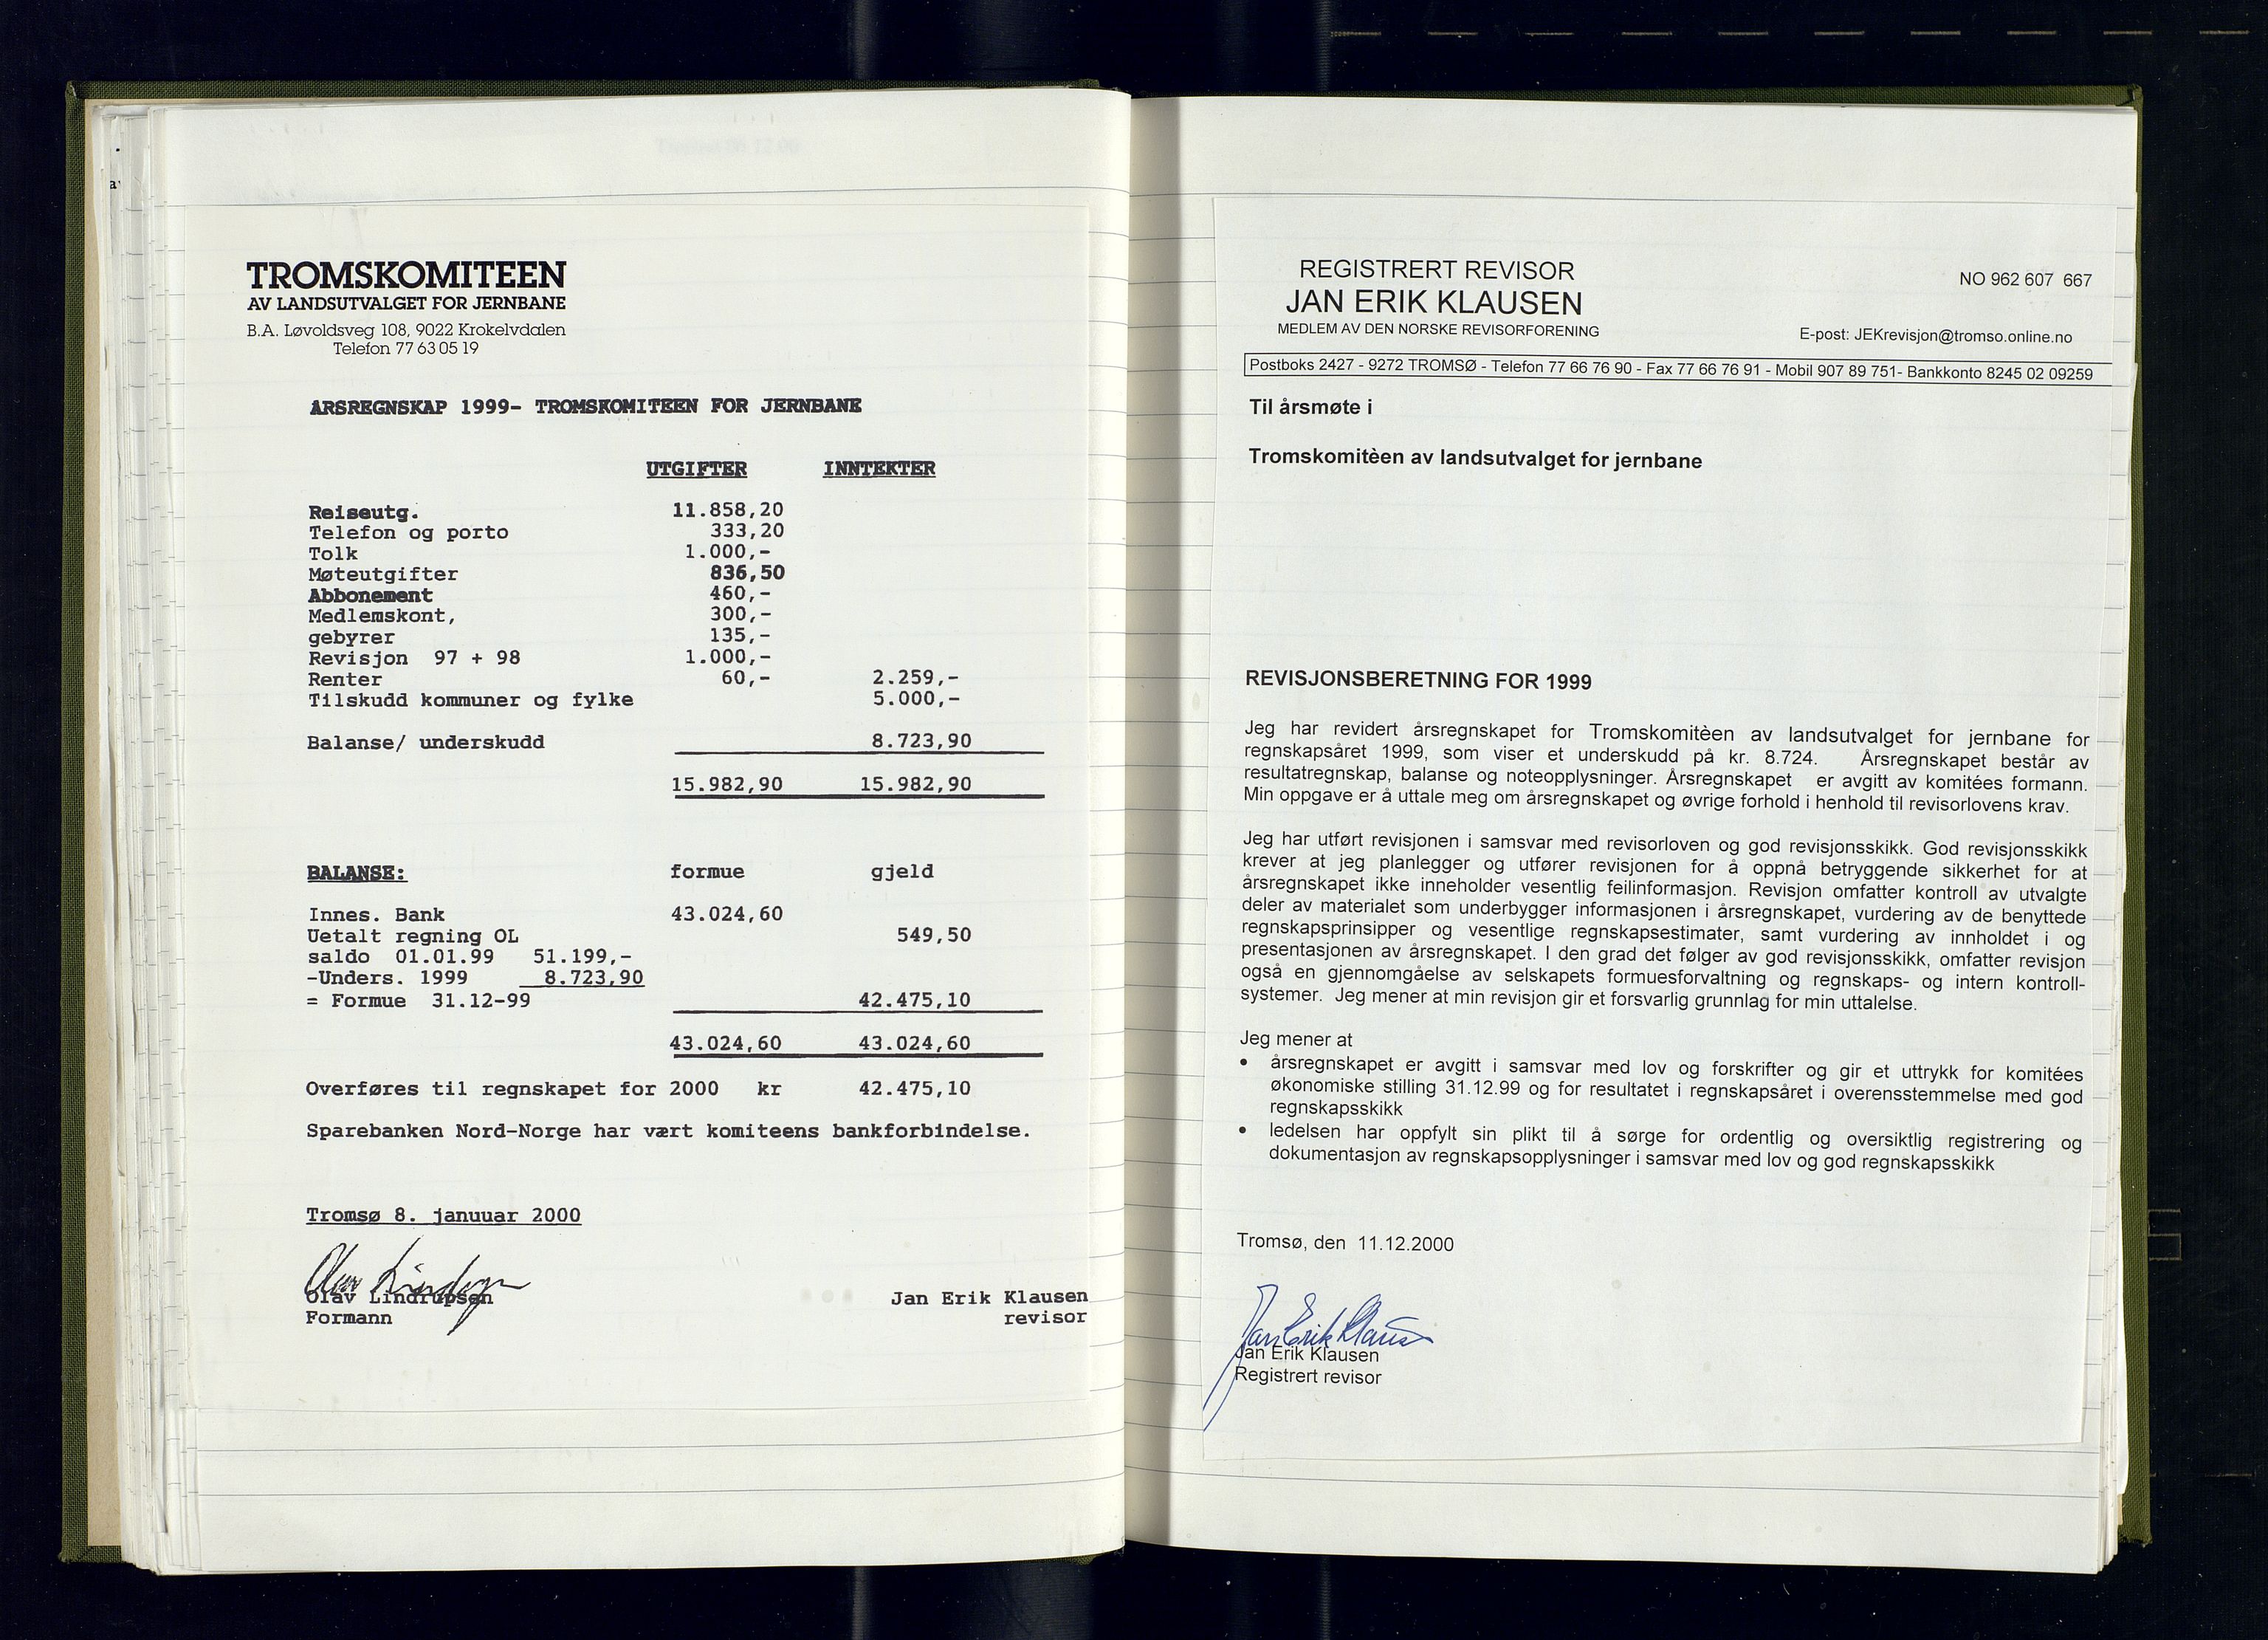 TROMSKOMITEEN
AV LANDSUTVALGET FOR JERNBANE
B.A. Løvoldsveg 108, 9022 Krokelvdalen
Telefon 77 63 05 19
ARSREGNSKAP 1999- TROMSKOMITEEN FOR JERNBANE
UTGIFTER INNTEKTER
Reiseutg. 11.858,20
Telefon og porto 333,20
Tolk 1.000,-
Møteutgifter 836,50
Abbonement 460,-
Medlemskont, 300,-
gebyrer 135,-
Revisjon 97 + 98 1.000,-
Renter 60,- 2.259,-
Tilskudd kommuner og fylke 5.000,-
Balanse/ underskudd 8.723,90
15.982,90 15.982,90
BALANSE: formue gjeld
Innes. Bank 43.024,60
Uetalt regning OL 549,50
saldo 01.01.99 51.199,-
-Unders. 1999 8.723,90
= Formue 31.12-99 42.475,10
43.024,60 43.024,60
Overføres til regnskapet for 2000 kr 42.475,10
Sparebanken Nord-Norge har vært komiteens bankforbindelse.
Tromsø 8. januuar 2000
Olav Lindrupsen Jan Erik Klausen
Formann revisor
REGISTRERT REVISOR
JAN ERIK KLAUSEN
MEDLEM AV DEN NORSKE REVISORFORENING
NO 962 607 667
E-post: JEKrevisjon@tromso.online.no
Postboks 2427 - 9272 TROMSØ - Telefon 77 66 76 90 - Fax 77 66 76 91 - Mobil 907 89 751- Bankkonto 8245 02 09259
Til årsmøte i
Tromskomitèen av landsutvalget for jernbane
REVISJONSBERETNING FOR 1999
Jeg har revidert årsregnskapet for Tromskomitèen av landsutvalget for jernbane for
regnskapsåret 1999, som viser et underskudd på kr. 8.724. Årsregnskapet består av
resultatregnskap, balanse og noteopplysninger. Årsregnskapet er avgitt av komitées formann.
Min oppgave er å uttale meg om årsregnskapet og øvrige forhold i henhold til revisorlovens krav.
Jeg har utført revisjonen i samsvar med revisorloven og god revisjonsskikk. God revisjonsskikk
krever at jeg planlegger og utfører revisjonen for å oppnå betryggende sikkerhet for at
årsregnskapet ikke inneholder vesentlig feilinformasjon. Revisjon omfatter kontroll av utvalgte
deler av materialet som underbygger informasjonen i årsregnskapet, vurdering av de benyttede
regnskapsprinsipper og vesentlige regnskapsestimater, samt vurdering av innholdet i og
presentasjonen av årsregnskapet. I den grad det følger av god revisjonsskikk, omfatter revisjon
også en gjennomgåelse av selskapets formuesforvaltning og regnskaps- og intern kontroll-
systemer. Jeg mener at min revisjon gir et forsvarlig grunnlag for min uttalelse.
Jeg mener at
• årsregnskapet er avgitt i samsvar med lov og forskrifter og gir et uttrykk for komitées
økonomiske stilling 31.12.99 og for resultatet i regnskapsåret i overensstemmelse med god
regnskapsskikk
• ledelsen har oppfylt sin plikt til å sørge for ordentlig og oversiktlig registrering og
dokumentasjon av regnskapsopplysninger i samsvar med lov og god regnskapsskikk
Tromsø, den 11.12.2000
Jan Erik Klausen
Jan Erik Klausen
Registrert revisor